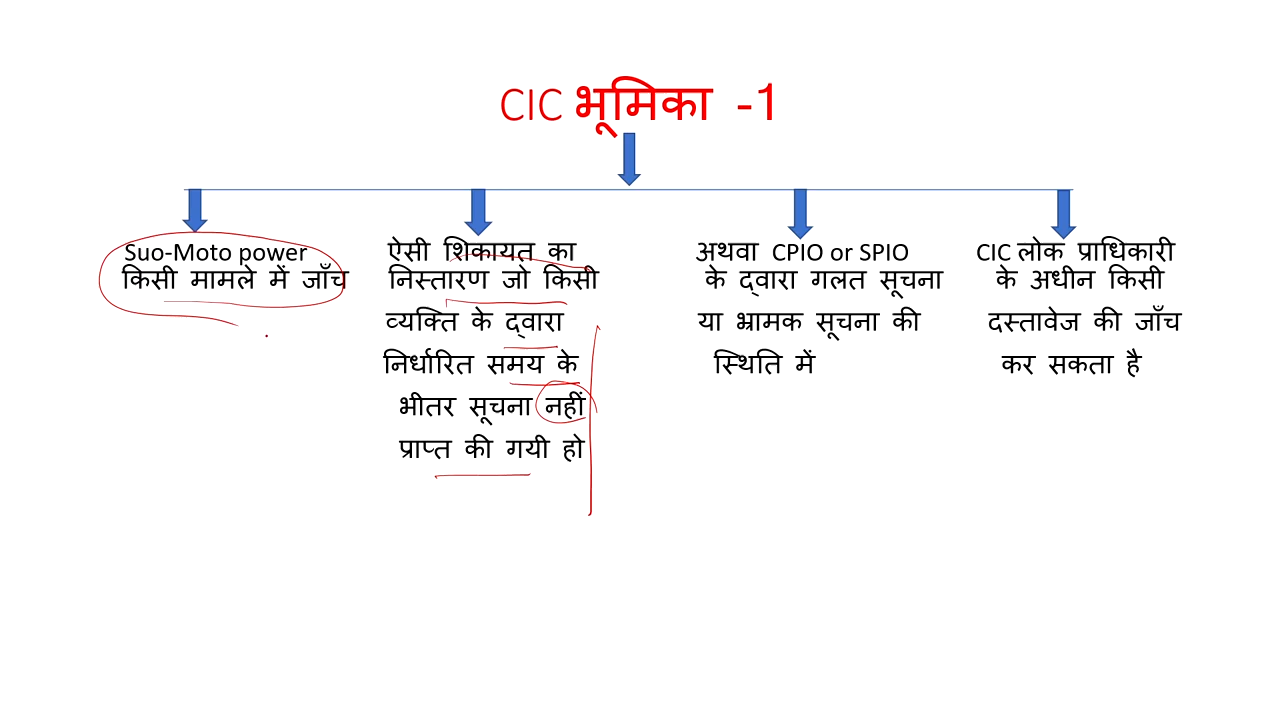 CIC भूमिका -1
Suo-Moto power
किसी मामले में जाँच
ऐसी शिकायत का
निस्तारण जो किसी
व्यक्ति के द्वारा
निर्धारित समय के
भीतर सूचना नहीं
प्राप्त की गयी हो
अथवा CPIO or SPIO
के द्वारा गलत सूचना
या भ्रामक सूचना की
स्थिति में
CIC लोक प्राधिकारी
के अधीन किसी
दस्तावेज की जाँच
कर सकता है